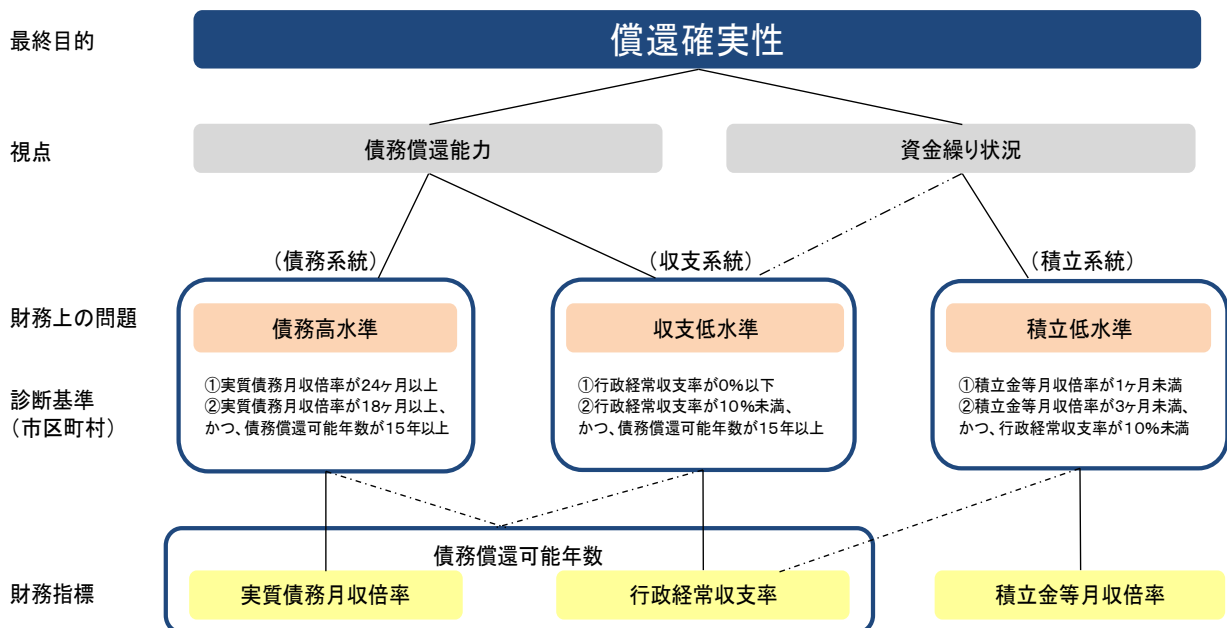 最終目的
償還確実性
視点
債務償還能力
資金繰り状況
(債務系統)
(収支系統)
(積立系統)
財務上の問題
債務高水準
収支低水準
積立低水準
診断基準
(市区町村)
①実質債務月収倍率が24ヶ月以上
②実質債務月収倍率が18ヶ月以上、
かつ、債務償還可能年数が15年以上
①行政経常収支率が0%以下
②行政経常収支率が10%未満、
かつ、債務償還可能年数が15年以上
①積立金等月収倍率が1ヶ月未満
②積立金等月収倍率が3ヶ月未満、
かつ、行政経常収支率が10%未満
債務償還可能年数
財務指標
実質債務月収倍率
行政経常収支率
積立金等月収倍率